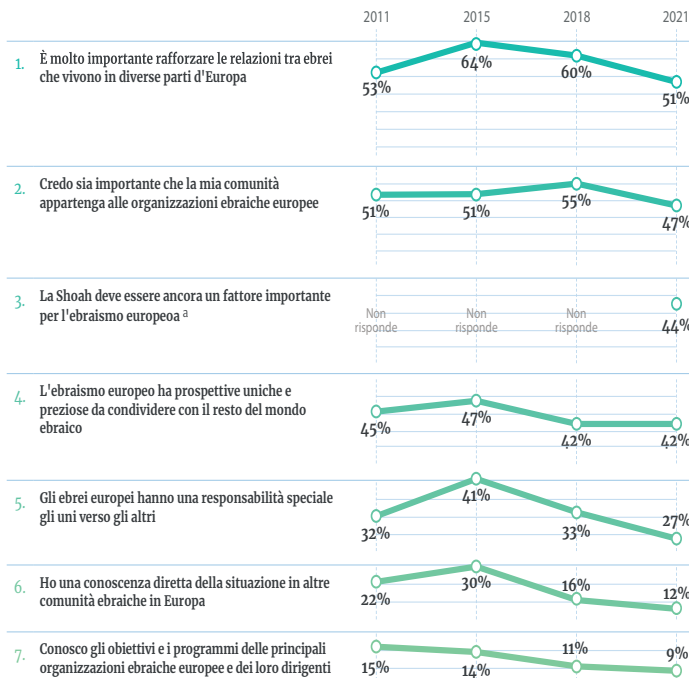 2011 2015 2018 2021
1. È molto importante rafforzare le relazioni tra ebrei
che vivono in diverse parti d'Europa
53% 64% 60% 51%
2. Credo sia importante che la mia comunità
appartenga alle organizzazioni ebraiche europee
51% 51% 55% 47%
3. La Shoah deve essere ancora un fattore importante
per l'ebraismo europeoa a
Non risponde Non risponde Non risponde 44%
4. L'ebraismo europeo ha prospettive uniche e
preziose da condividere con il resto del mondo
ebraico
45% 47% 42% 42%
5. Gli ebrei europei hanno una responsabilità speciale
gli uni verso gli altri
32% 41% 33% 27%
6. Ho una conoscenza diretta della situazione in altre
comunità ebraiche in Europa
22% 30% 16% 12%
7. Conosco gli obiettivi e i programmi delle principali
organizzazioni ebraiche europee e dei loro dirigenti
15% 14% 11% 9%